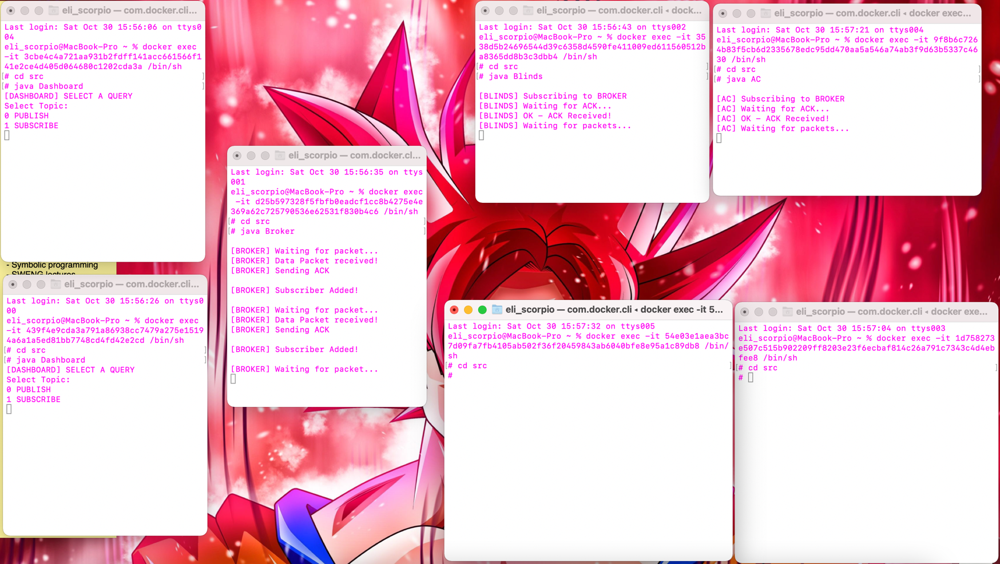 eli_scorpio — com.docker.cli...
Last login: Sat Oct 30 15:56:06 on ttys0
04
eli_scorpio@MacBook-Pro ~ % docker exec
-it 3cbe4c4a721aa931b2fdff141acc661566f1
41e2ce4d405d064680c1202cda3a /bin/sh
[# cd src ]
[# java Dashboard ]
[DASHBOARD] SELECT A QUERY
Select Topic:
0 PUBLISH
1 SUBSCRIBE
- Symbolic programming
- SWENG lectures
eli_scorpio — com.docker.cli...
Last login: Sat Oct 30 15:56:26 on ttys0
00
eli_scorpio@MacBook-Pro ~ % docker exec
-it 439f4e9cda3a791a86938cc7479a275e1519
4a6a1a5ed81bb7748cd4fd42e2cd /bin/sh
[# cd src ]
[# java Dashboard ]
[DASHBOARD] SELECT A QUERY
Select Topic:
0 PUBLISH
1 SUBSCRIBE
eli_scorpio — com.docker.cl...
Last login: Sat Oct 30 15:56:35 on ttys
001
eli_scorpio@MacBook-Pro ~ % docker exec
-it d25b597328f5fbfb0eadcf1cc8b4275e4e
369a62c725790536e62531f830b4c6 /bin/sh
[# cd src ]
[# java Broker ]
[BROKER] Waiting for packet...
[BROKER] Data Packet received!
[BROKER] Sending ACK
[BROKER] Subscriber Added!
[BROKER] Waiting for packet...
[BROKER] Data Packet received!
[BROKER] Sending ACK
[BROKER] Subscriber Added!
[BROKER] Waiting for packet...
eli_scorpio — com.docker.cli ◂ dock...
Last login: Sat Oct 30 15:56:43 on ttys002
eli_scorpio@MacBook-Pro ~ % docker exec -it 35
38d5b24696544d39c6358d4590fe411009ed611560512b
a8365dd8b3c3dbb4 /bin/sh
[# cd src ]
[# java Blinds ]
[BLINDS] Subscribing to BROKER
[BLINDS] Waiting for ACK...
[BLINDS] OK - ACK Received!
[BLINDS] Waiting for packets...
eli_scorpio — com.docker.cli ◂ docker exec...
Last login: Sat Oct 30 15:57:21 on ttys004
eli_scorpio@MacBook-Pro ~ % docker exec -it 9f8b6c726
4b83f5cb6d2335678edc95dd470aa5a546a74ab3f9d63b5337c46
30 /bin/sh
[# cd src ]
[# java AC ]
[AC] Subscribing to BROKER
[AC] Waiting for ACK...
[AC] OK - ACK Received!
[AC] Waiting for packets...
eli_scorpio — com.docker.cli ◂ docker exec -it 5...
Last login: Sat Oct 30 15:57:32 on ttys005
eli_scorpio@MacBook-Pro ~ % docker exec -it 54e03e1aea3bc
7d09fa7fb4105ab502f36f20459843ab6040bfe8e95a1c89db8 /bin/
sh
[# cd src ]
#
eli_scorpio — com.docker.cli ◂ docker exe...
Last login: Sat Oct 30 15:57:04 on ttys003
eli_scorpio@MacBook-Pro ~ % docker exec -it 1d758273
e507c515b902209ff8203e23f6ecbaf814c26a791c7343c4d4eb
fee8 /bin/sh
[# cd src ]
#